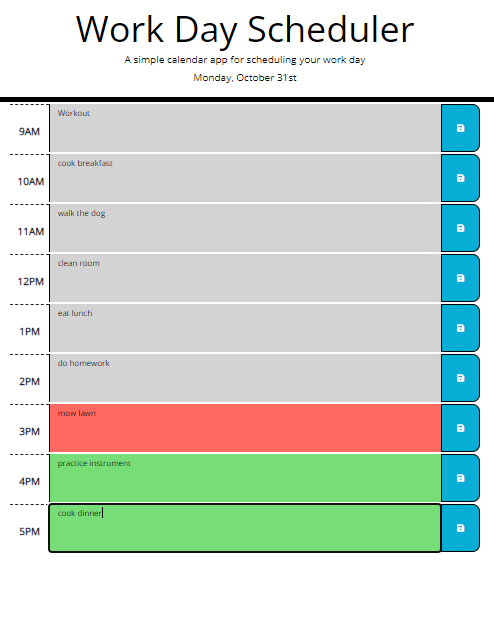 Work Day Scheduler
A simple calendar app for scheduling your work day
Monday, October 31st
9AM Workout
10AM cook breakfast
11AM walk the dog
12PM clean room
1PM eat lunch
2PM do homework
3PM mow lawn
4PM practice instrument
5PM cook dinner